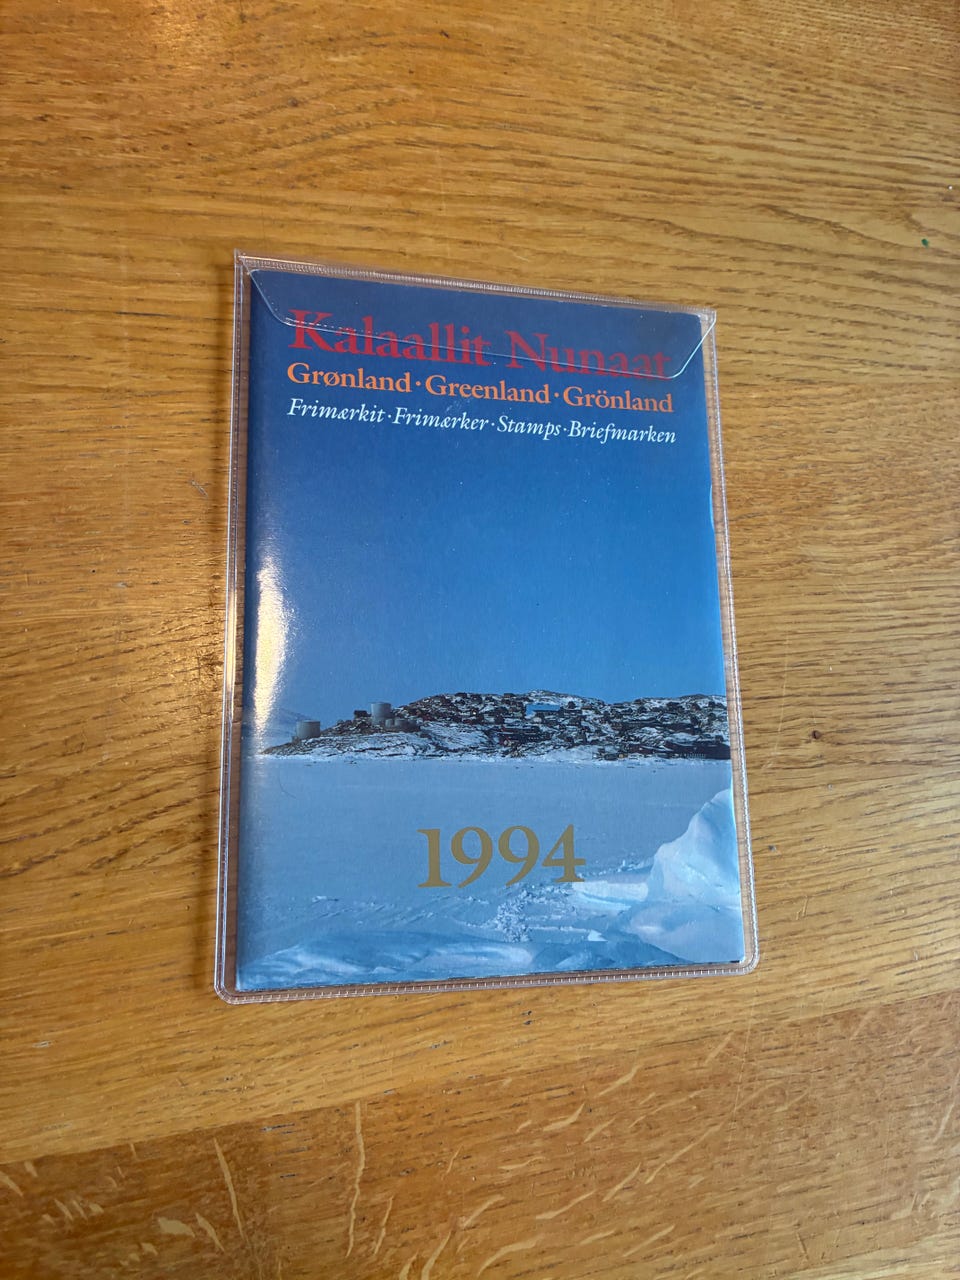 Kalaallit Nunaat
Grønland · Greenland · Grönland
Frimærkit · Frimærker · Stamps · Briefmarken
1994